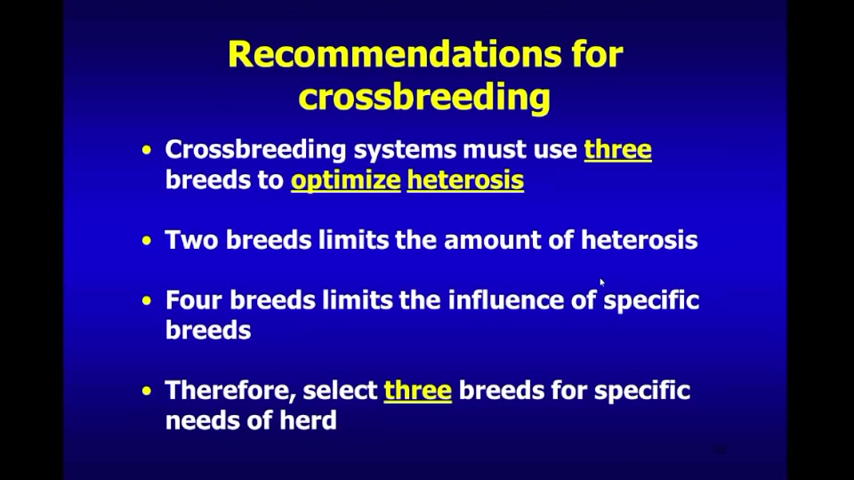 Recommendations for
crossbreeding
• Crossbreeding systems must use three
breeds to optimize heterosis
• Two breeds limits the amount of heterosis
• Four breeds limits the influence of specific
breeds
• Therefore, select three breeds for specific
needs of herd